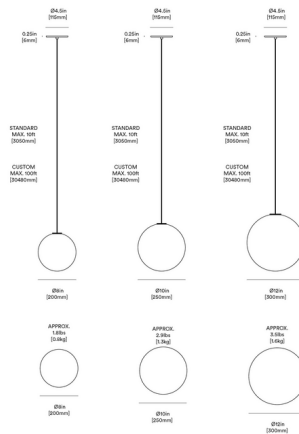 Ø4.5in
[115mm]
0.25in
[6mm]
STANDARD
MAX. 10ft
[3050mm]
CUSTOM
MAX. 100ft
[30480mm]
Ø8in
[200mm]
APPROX.
1.8lbs
[0.8kg]
Ø8in
[200mm]
Ø4.5in
[115mm]
0.25in
[6mm]
STANDARD
MAX. 10ft
[3050mm]
CUSTOM
MAX. 100ft
[30480mm]
Ø10in
[250mm]
APPROX.
2.9lbs
[1.3kg]
Ø10in
[250mm]
Ø4.5in
[115mm]
0.25in
[6mm]
STANDARD
MAX. 10ft
[3050mm]
CUSTOM
MAX. 100ft
[30480mm]
Ø12in
[300mm]
APPROX.
3.5lbs
[1.6kg]
Ø12in
[300mm]